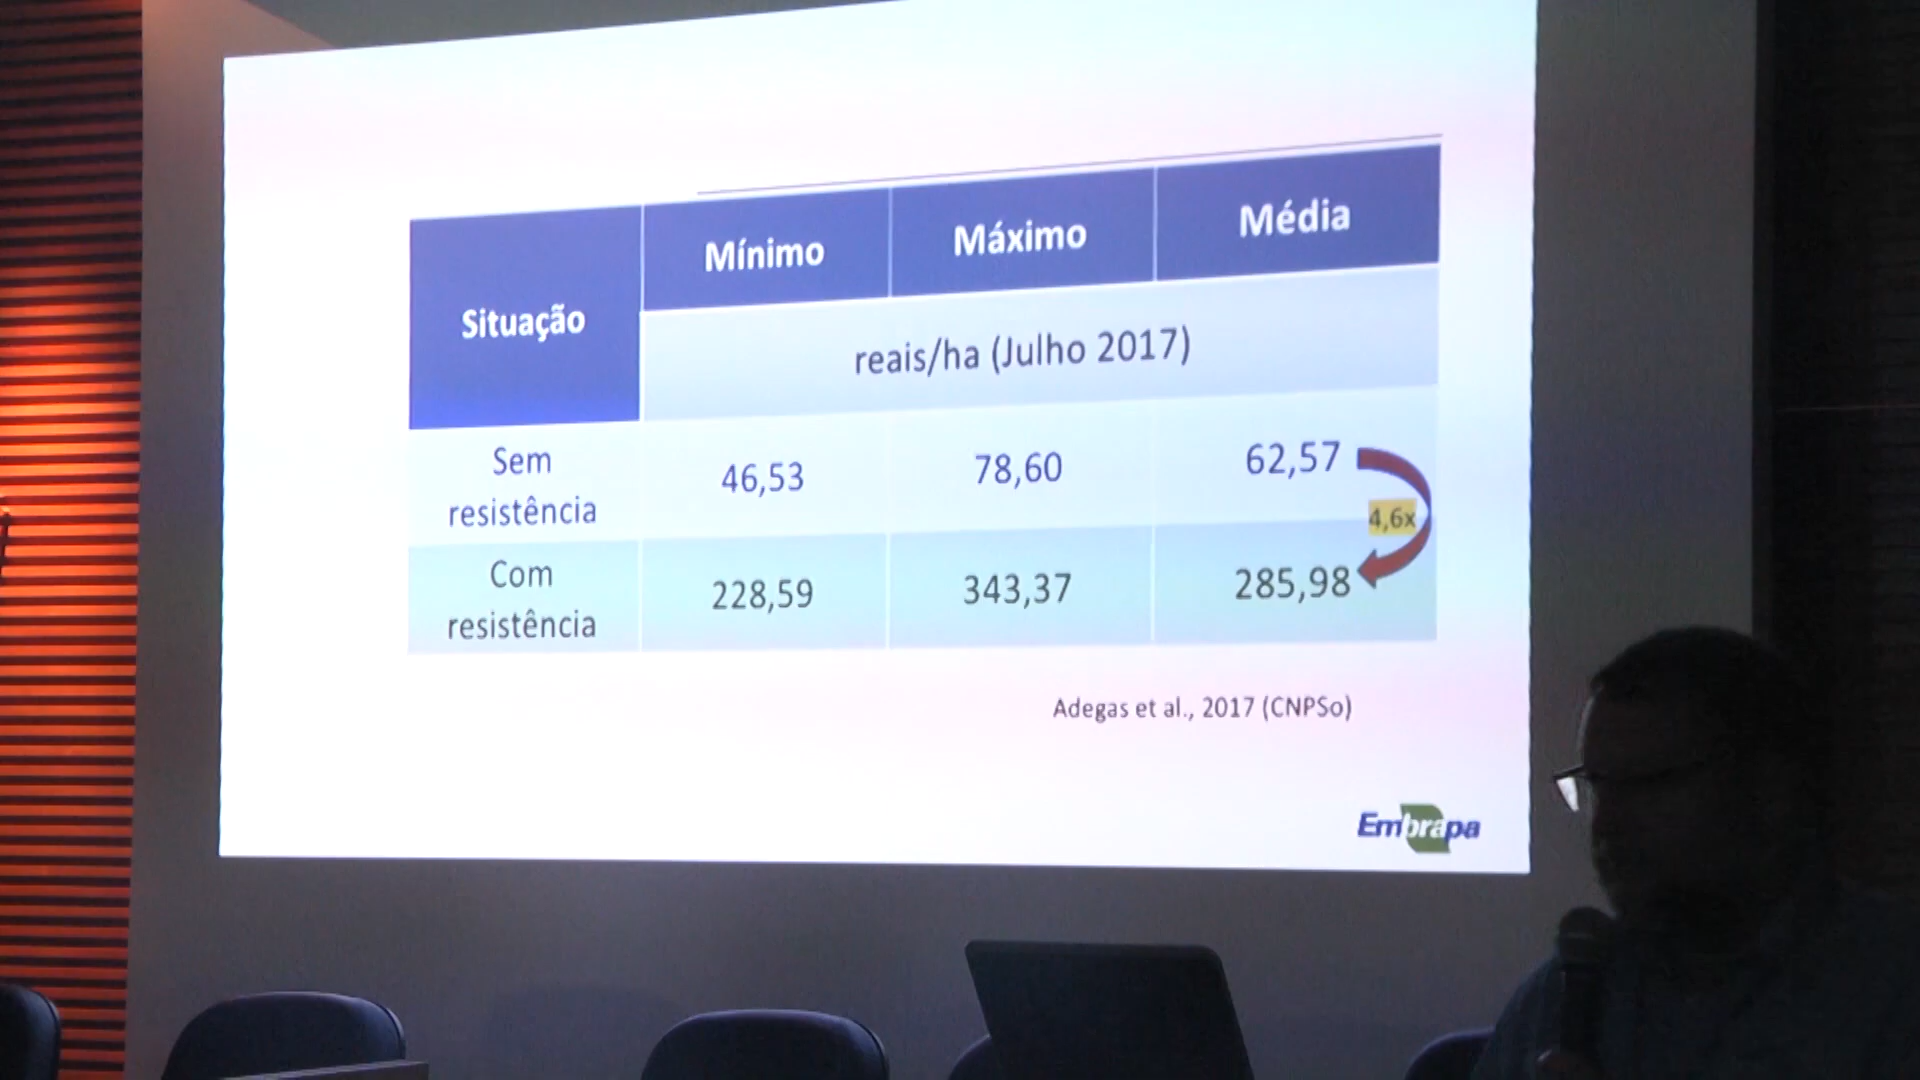 Situação
Mínimo
Máximo
Média
reais/ha (Julho 2017)
Sem
resistência
46,53
78,60
62,57
4,6x
Com
resistência
228,59
343,37
285,98
Adegas et al., 2017 (CNPSo)
Embrapa